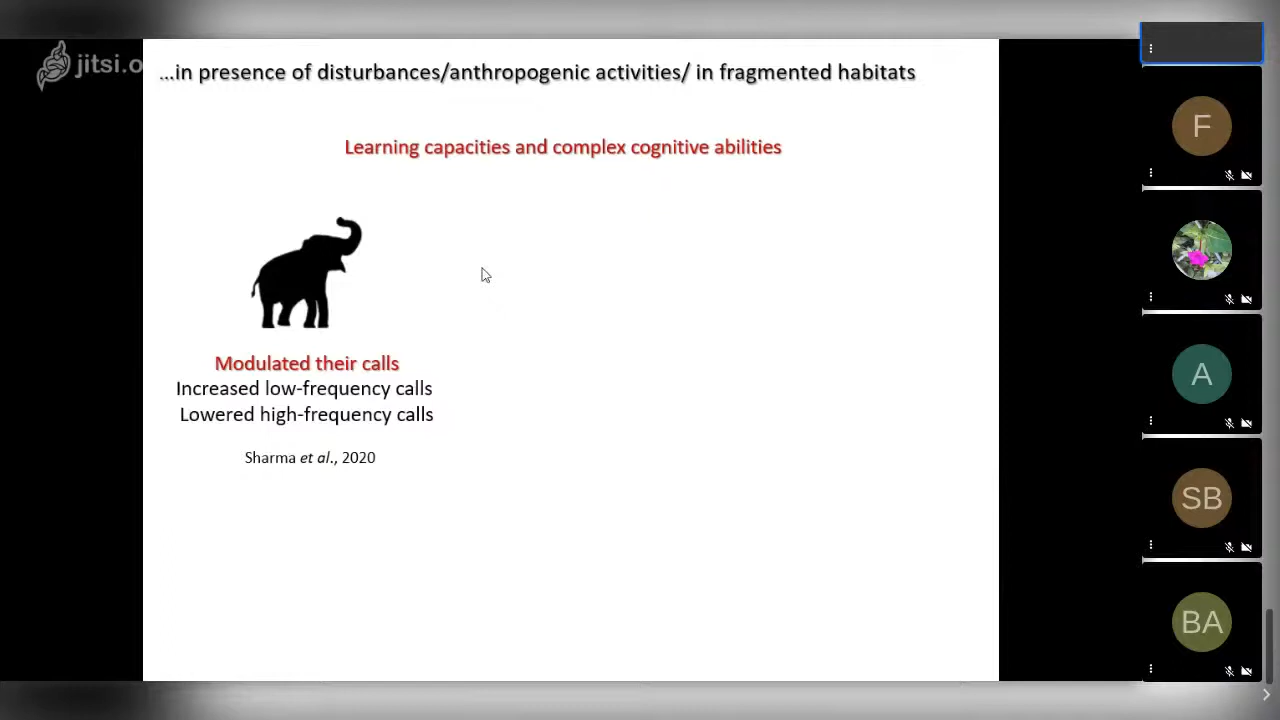 jitsi.o
...in presence of disturbances/anthropogenic activities/ in fragmented habitats
Learning capacities and complex cognitive abilities
Modulated their calls
Increased low-frequency calls
Lowered high-frequency calls
Sharma et al., 2020
F
A
SB
BA